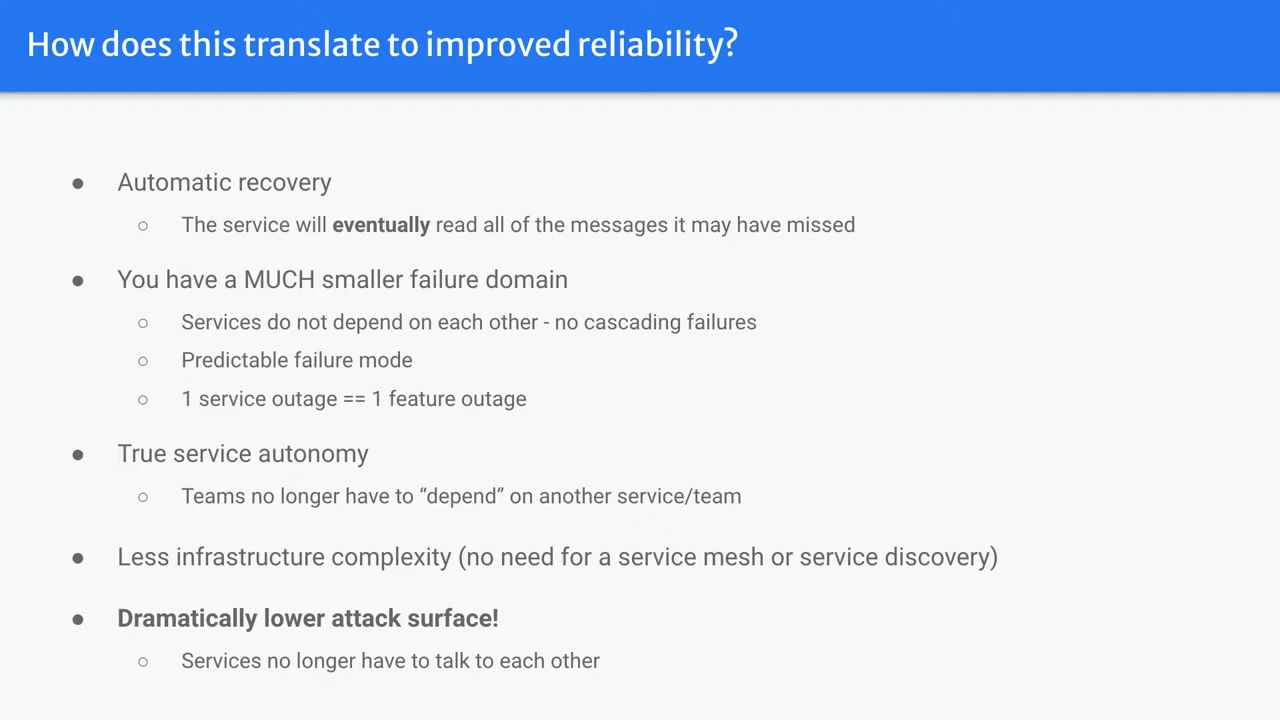 How does this translate to improved reliability?
● Automatic recovery
○ The service will eventually read all of the messages it may have missed
● You have a MUCH smaller failure domain
○ Services do not depend on each other - no cascading failures
○ Predictable failure mode
○ 1 service outage == 1 feature outage
● True service autonomy
○ Teams no longer have to “depend” on another service/team
● Less infrastructure complexity (no need for a service mesh or service discovery)
● Dramatically lower attack surface!
○ Services no longer have to talk to each other